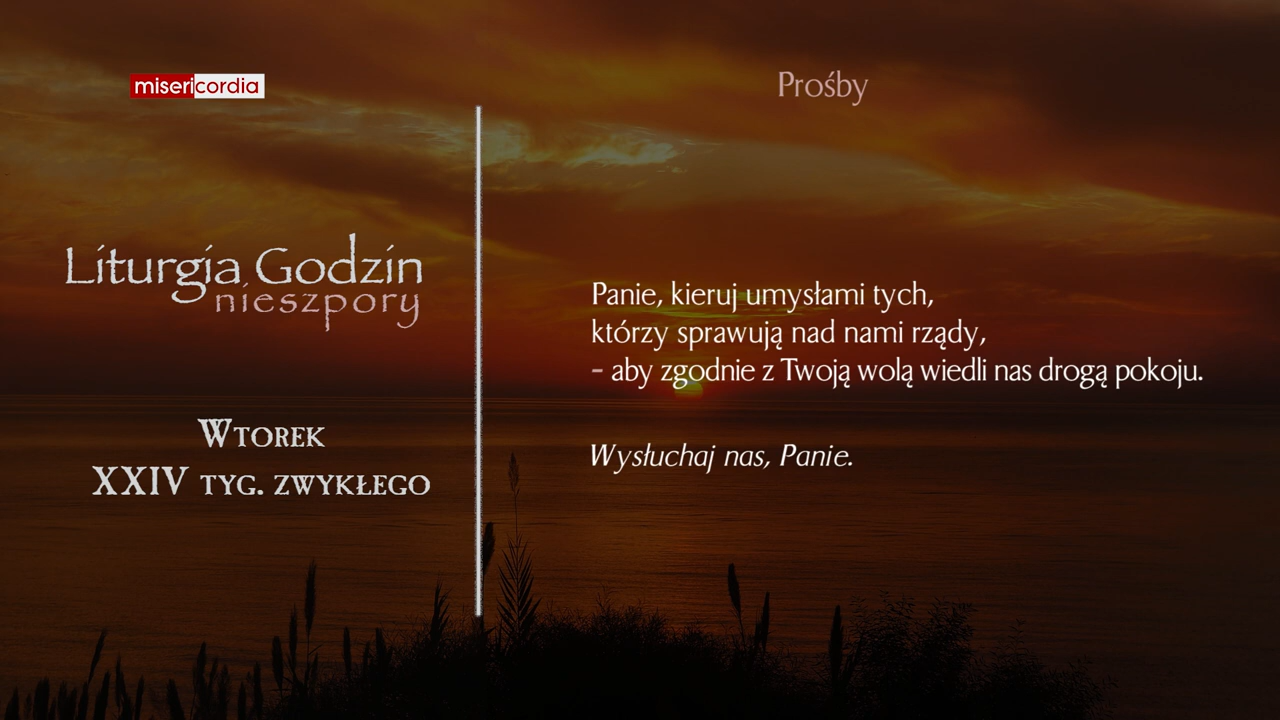 misericordia
Liturgia Godzin
nieszpory
Wtorek
XXIV tyg. zwykłego
Prośby
Panie, kieruj umysłami tych,
którzy sprawują nad nami rządy,
- aby zgodnie z Twoją wolą wiedli nas drogą pokoju.
Wysłuchaj nas, Panie.